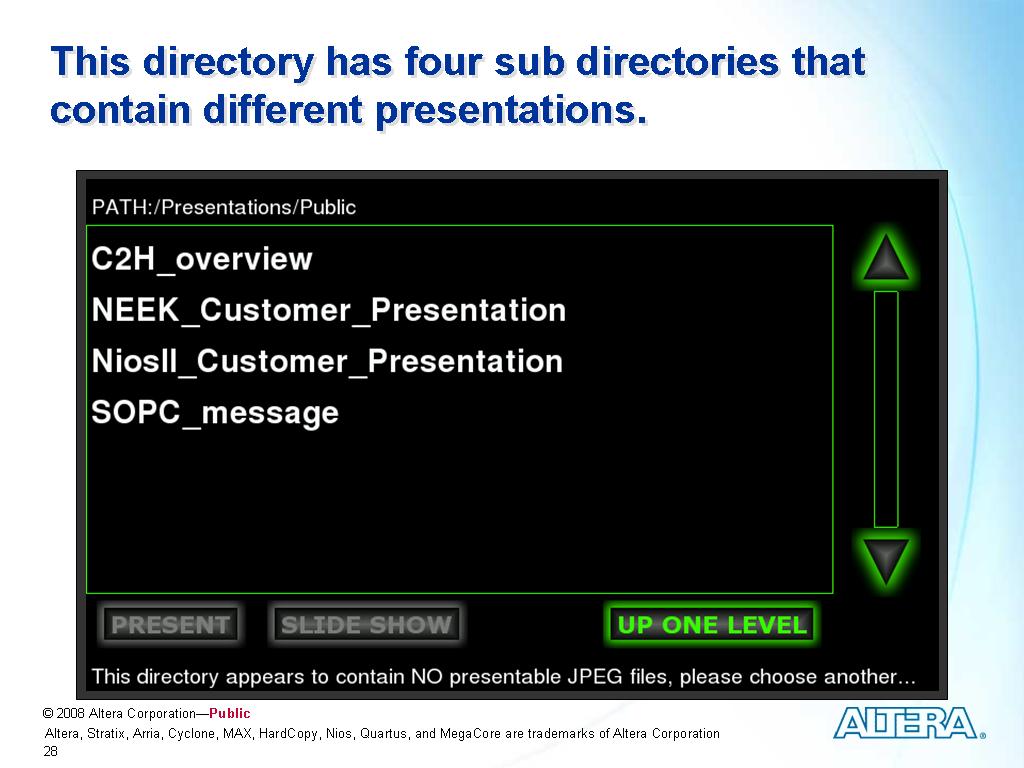 This directory has four sub directories that
contain different presentations.
PATH:/Presentations/Public
C2H_overview
NEEK_Customer_Presentation
NiosII_Customer_Presentation
SOPC_message
PRESENT SLIDE SHOW UP ONE LEVEL
This directory appears to contain NO presentable JPEG files, please choose another...
© 2008 Altera Corporation—Public
Altera, Stratix, Arria, Cyclone, MAX, HardCopy, Nios, Quartus, and MegaCore are trademarks of Altera Corporation
28
ALTERA®